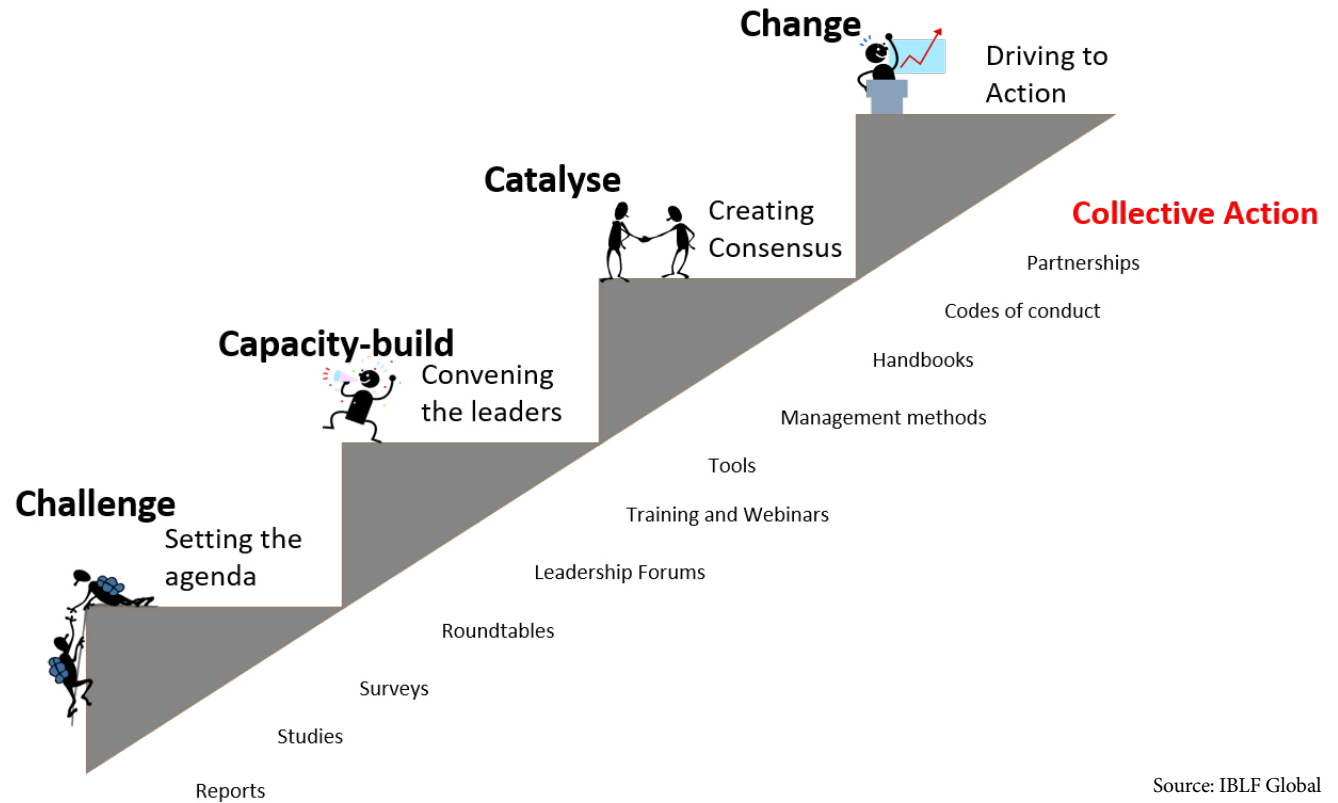 Change
Driving to
Action
Catalyse
Creating
Consensus
Collective Action
Partnerships
Codes of conduct
Capacity-build
Convening
the leaders
Handbooks
Management methods
Tools
Challenge
Setting the
agenda
Training and Webinars
Leadership Forums
Roundtables
Surveys
Studies
Reports
Source: IBLF Global